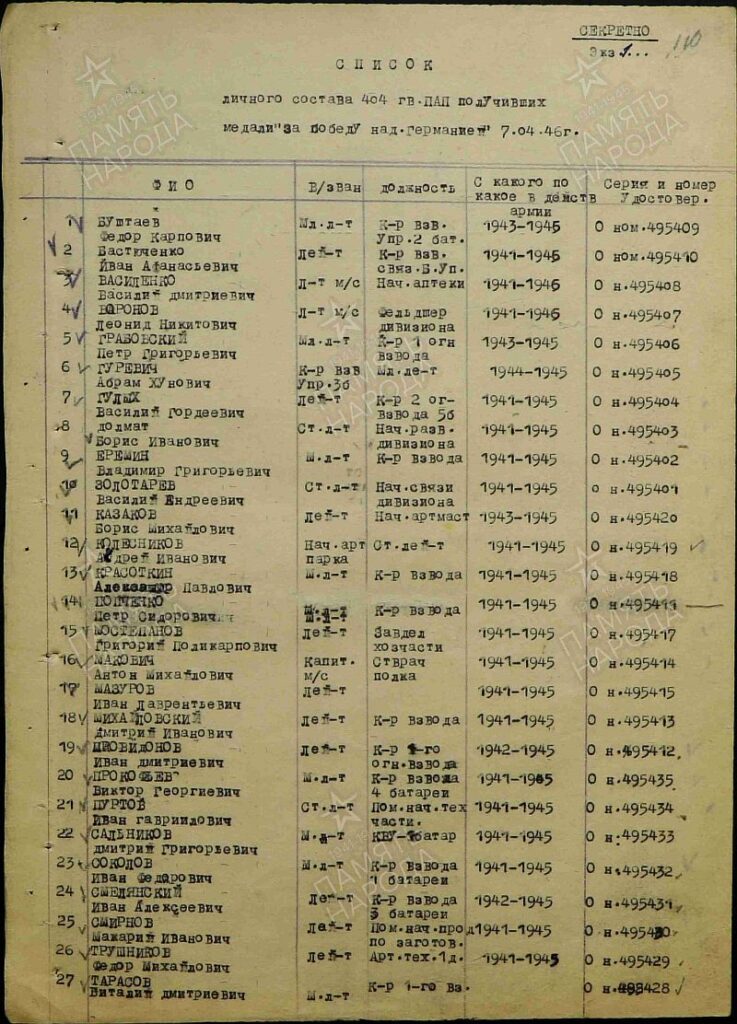 СЕКРЕТНО
Экз 1...
110
СПИСОК
личного состава 404 гв.ПАП получивших
медали"за победу над.Германией" 7.04.46г.
ФИО В/зван должность С какого по какое в действ армии Серия и номер Удостовер.
1 БУШТАЕВ Мл.л-т К-р взв. 1943-1945 О ном.495409
Федор Карпович Упр.2 бат.
2 Бастюченко Лей-т К-р взв. 1941-1945 О ном.495410
Иван Афанасьевич связ.Б.Уп.
3 ВАСИЛЕНКО Л-т м/с Нач.аптеки 1941-1945 О н.495408
Василий дмитриевич
4 ВОРОНОВ Л-т м/с Фельдшер 1941-1945 О н.495407
Леонид Никитович дивизиона
5 ГРАБОВСКИЙ Мл.л-т К-р 1 огн 1943-1945 О н.495406
Петр Григорьевич взвода
6 ГУРЕВИЧ К-р взв Мл.ле-т 1944-1945 О н.495405
Абрам Хунович Упр.3б
7 ГУЛЫХ Лей-т К-р 2 ог- 1941-1945 О н.495404
Василий Гордеевич взвода 5б
8 долмат Ст.л-т Нач.разв. 1941-1945 О н.495403
Борис Иванович дивизиона
9 ЕРЕМИН М.л-т К-р взвода 1941-1945 О н.495402
Владимир Григорьевич
10 ЗОЛОТАРЕВ Ст.л-т Нач.связи 1941-1945 О н.495401
Василий Ендреевич дивизиона
11 КАЗАКОВ Лей-т Нач.артмаст 1943-1945 О н.495420
Борис Михайлович
12 КОЛЕСНИКОВ Нач.арт Ст.лей-т 1941-1945 О н.495419
Андрей Иванович парка
13 КРАСОТКИН М.л-т К-р взвода 1941-1945 О н.495418
Александр Павлович
14 К-р взвода 1941-1945 О н.495411
Петр Сидорович М.л-т
15 МОСТЕПАНОВ Лей-т Завдел 1941-1945 О н.495417
Григорий Поликарпович хозчасти
16 МАКОВИЧ Капит. Стврач 1941-1945 О н.495414
Антон Михайлович м/с полка
17 МАЗУРОВ Лей-т 1941-1945 О н.495415
Иван Лаврентьевич
18 МИХАЙЛОВСКИЙ Лей-т К-р взвода 1941-1945 О н.495413
Дмитрий Иванович
19 Лей-т К-р 1-го 1942-1945 О н.495412
Иван дмитриевич огн.взвода
20 ПРОКОФЬЕВ М.л-т К-р взвода 1941-1945 О н.495435
Виктор Георгиевич 4 батареи
21 ПУРТОВ Ст.л-т Пом.нач.тех 1941-1945 О н.495434
Иван гавриилович части.
22 САДЬНИКОВ М.л-т КВУ-1батар 1941-1945 О н.495433
дмитрий Григорьевич
23 СОКОЛОВ М.л-т К-р взвода 1941-1945 О н.495432
Иван Федорович 1 батареи
24 СМЕЛЯНСКИЙ Лей-т К-р взвода 1942-1945 О н.495431
Иван Алексеевич 3 батареи
25 СМИРНОВ Лей-т Пом.нач.прод 1941-1945 О н.495430
Макарий Иванович по заготов.
26 ТРУШНИКОВ Лей-т Арт.тех.1д. 1941-1945 О н.495429
Федор Михайлович
27 ТАРАСОВ М.л-т К-р 1-го вз. О н.495428
Виталий дмитриевич
ПАМЯТЬ
НАРОДА